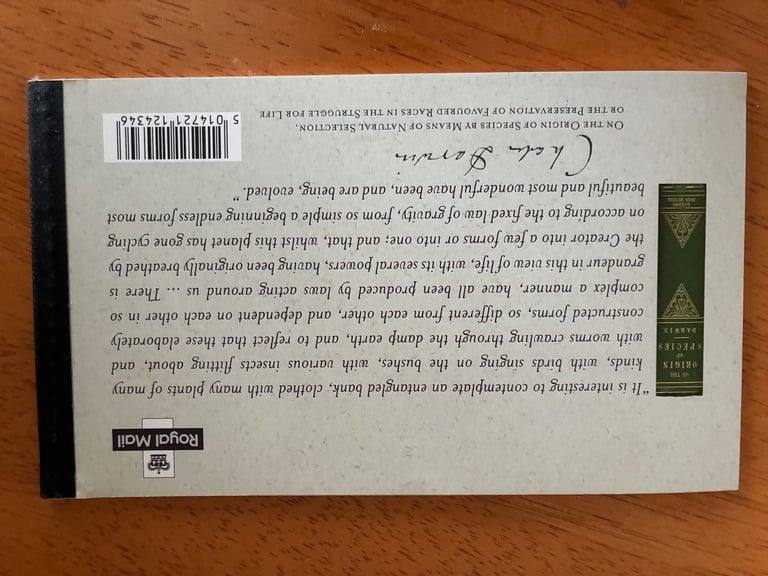 Royal Mail
"It is interesting to contemplate an entangled bank, clothed with many plants of many
kinds, with birds singing on the bushes, with various insects flitting about, and
with worms crawling through the damp earth, and to reflect that these elaborately
constructed forms, so different from each other, and dependent on each other in so
complex a manner, have all been produced by laws acting around us ... There is
grandeur in this view of life, with its several powers, having been originally breathed by
the Creator into a few forms or into one; and that, whilst this planet has gone cycling
on according to the fixed law of gravity, from so simple a beginning endless forms most
beautiful and most wonderful have been, and are being, evolved."
Charles Darwin
On the Origin of Species by Means of Natural Selection,
or the Preservation of Favoured Races in the Struggle for Life
5 014721 124346
ON THE
ORIGIN
OF
SPECIES
DARWIN
LONDON
JOHN MURRAY